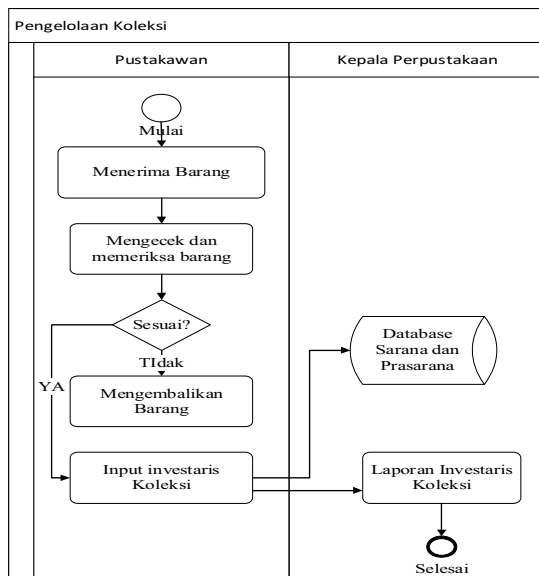 Pengelolaan Koleksi
Pustakawan
Kepala Perpustakaan
Mulai
Menerima Barang
Mengecek dan
memeriksa barang
Sesuai?
TIdak
YA
Mengembalikan
Barang
Database
Sarana dan
Prasarana
Input investaris
Koleksi
Laporan Investaris
Koleksi
Selesai